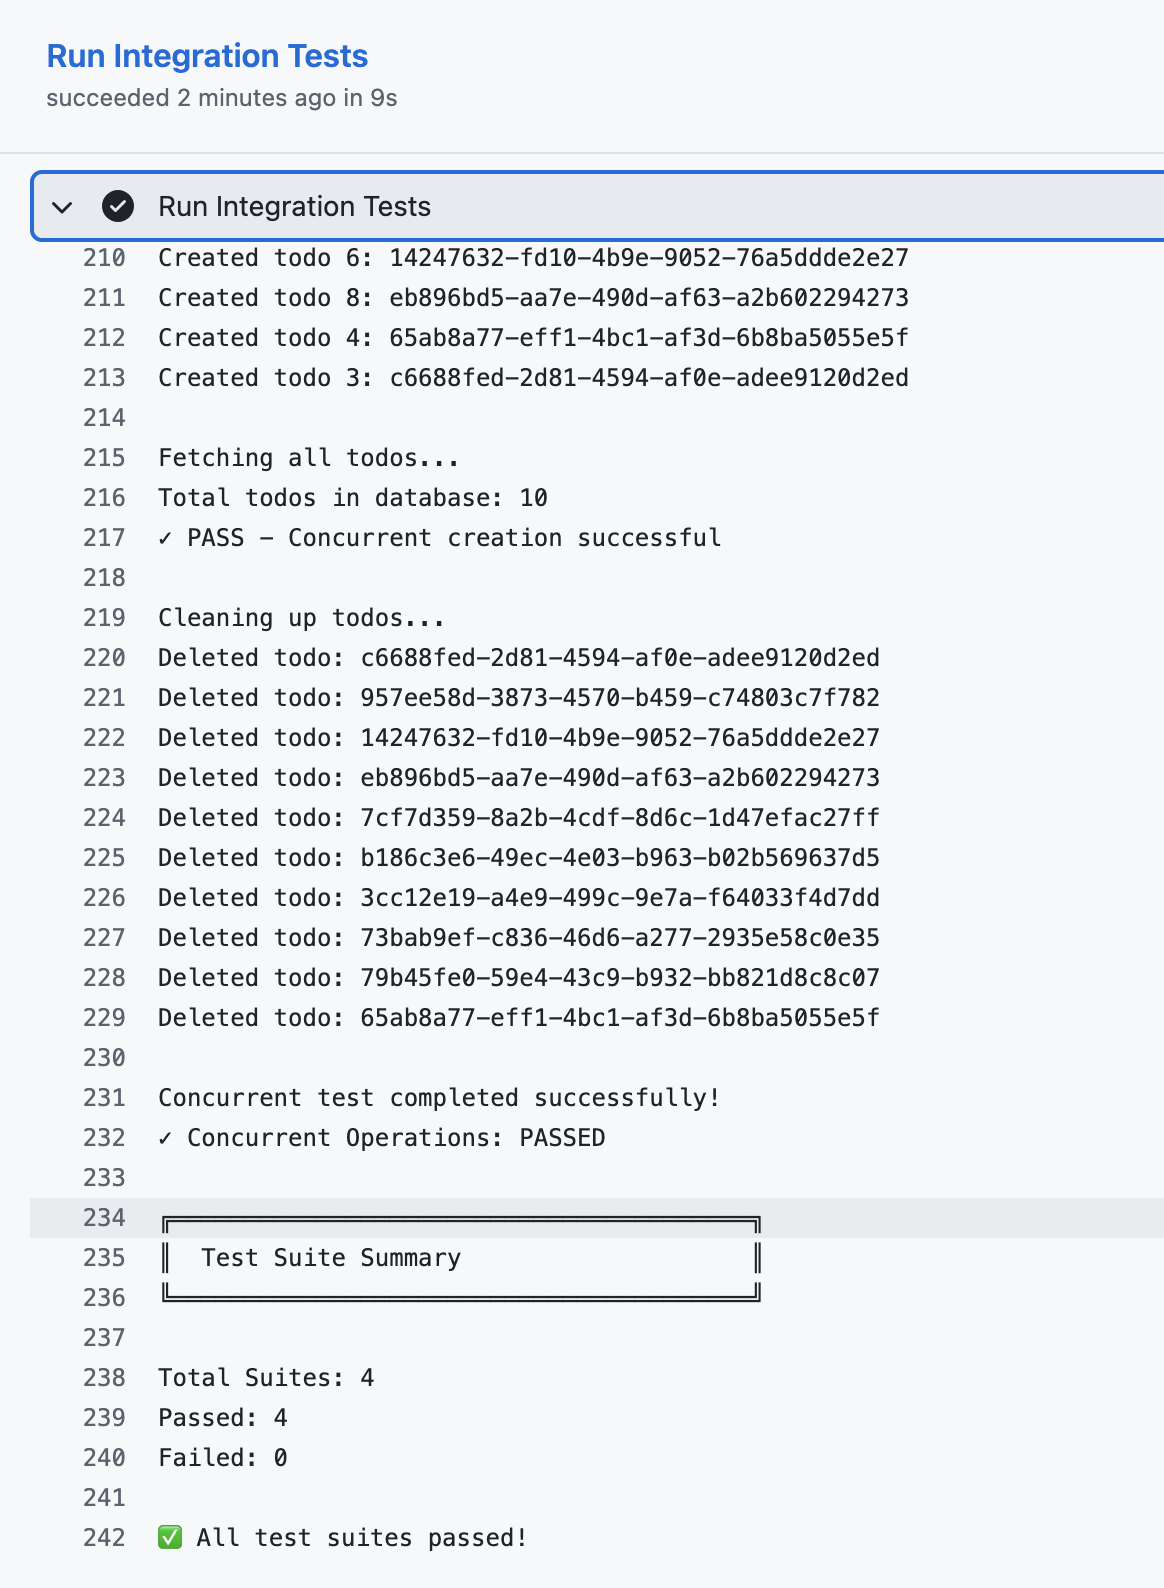 Run Integration Tests
succeeded 2 minutes ago in 9s
Run Integration Tests
210 Created todo 6: 14247632-fd10-4b9e-9052-76a5ddde2e27
211 Created todo 8: eb896bd5-aa7e-490d-af63-a2b602294273
212 Created todo 4: 65ab8a77-eff1-4bc1-af3d-6b8ba5055e5f
213 Created todo 3: c6688fed-2d81-4594-af0e-adee9120d2ed
214
215 Fetching all todos...
216 Total todos in database: 10
217 ✓ PASS - Concurrent creation successful
218
219 Cleaning up todos...
220 Deleted todo: c6688fed-2d81-4594-af0e-adee9120d2ed
221 Deleted todo: 957ee58d-3873-4570-b459-c74803c7f782
222 Deleted todo: 14247632-fd10-4b9e-9052-76a5ddde2e27
223 Deleted todo: eb896bd5-aa7e-490d-af63-a2b602294273
224 Deleted todo: 7cf7d359-8a2b-4cdf-8d6c-1d47efac27ff
225 Deleted todo: b186c3e6-49ec-4e03-b963-b02b569637d5
226 Deleted todo: 3cc12e19-a4e9-499c-9e7a-f64033f4d7dd
227 Deleted todo: 73bab9ef-c836-46d6-a277-2935e58c0e35
228 Deleted todo: 79b45fe0-59e4-43c9-b932-bb821d8c8c07
229 Deleted todo: 65ab8a77-eff1-4bc1-af3d-6b8ba5055e5f
230
231 Concurrent test completed successfully!
232 ✓ Concurrent Operations: PASSED
233
234 ╔════════════════════════════════════════╗
235 ║  Test Suite Summary                    ║
236 ╚════════════════════════════════════════╝
237
238 Total Suites: 4
239 Passed: 4
240 Failed: 0
241
242 ✅ All test suites passed!